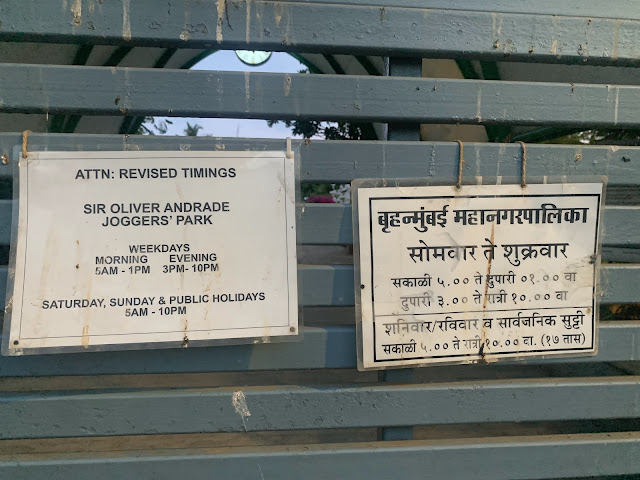 ATTN: REVISED TIMINGS
SIR OLIVER ANDRADE
JOGGERS' PARK
WEEKDAYS
MORNING EVENING
5AM - 1PM 3PM- 10PM
SATURDAY, SUNDAY & PUBLIC HOLIDAYS
5AM - 10PM
बृहन्मुंबई महानगरपालिका
सोमवार ते शुक्रवार
सकाळी ५.०० ते दुपारी ०१.०० वा
दुपारी ३.०० ते रात्री १०.०० वा
शनिवार/रविवार व सार्वजनिक सुट्टी
सकाळी ५.०० ते रात्री १०.०० वा. (१७ तास)